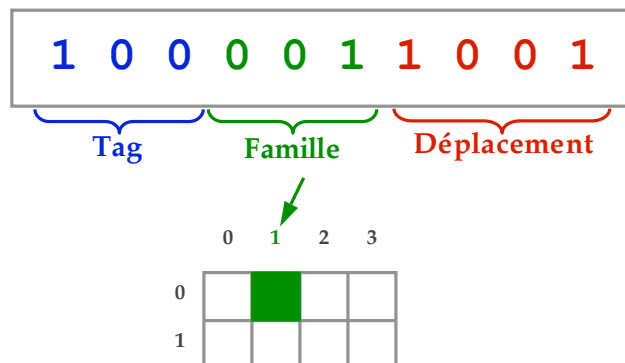 1 0 0 0 0 1 1 0 0 1
Tag Famille Déplacement
0 1 2 3
0
1